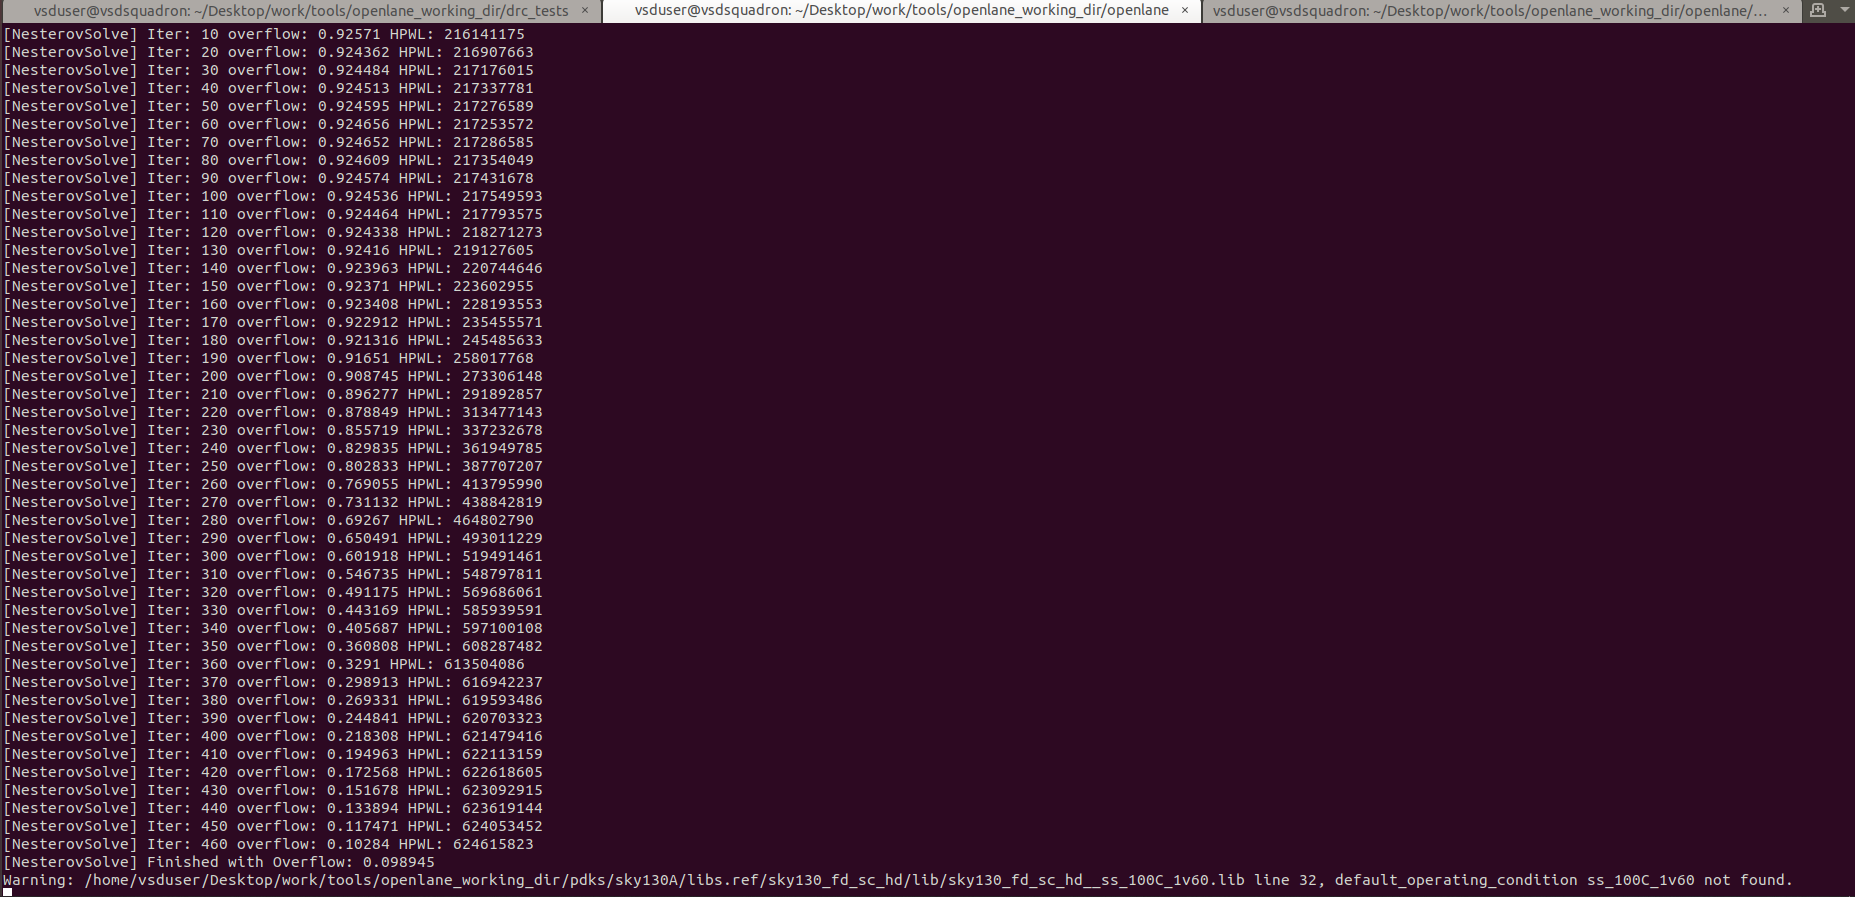 vsduser@vsdsquadron: ~/Desktop/work/tools/openlane_working_dir/drc_tests × vsduser@vsdsquadron: ~/Desktop/work/tools/openlane_working_dir/openlane × vsduser@vsdsquadron: ~/Desktop/work/tools/openlane_working_dir/openlane/... ×
[NesterovSolve] Iter: 10 overflow: 0.92571 HPWL: 216141175
[NesterovSolve] Iter: 20 overflow: 0.924362 HPWL: 216907663
[NesterovSolve] Iter: 30 overflow: 0.924484 HPWL: 217176015
[NesterovSolve] Iter: 40 overflow: 0.924513 HPWL: 217337781
[NesterovSolve] Iter: 50 overflow: 0.924595 HPWL: 217276589
[NesterovSolve] Iter: 60 overflow: 0.924656 HPWL: 217253572
[NesterovSolve] Iter: 70 overflow: 0.924652 HPWL: 217286585
[NesterovSolve] Iter: 80 overflow: 0.924609 HPWL: 217354049
[NesterovSolve] Iter: 90 overflow: 0.924574 HPWL: 217431678
[NesterovSolve] Iter: 100 overflow: 0.924536 HPWL: 217549593
[NesterovSolve] Iter: 110 overflow: 0.924464 HPWL: 217793575
[NesterovSolve] Iter: 120 overflow: 0.924338 HPWL: 218271273
[NesterovSolve] Iter: 130 overflow: 0.92416 HPWL: 219127605
[NesterovSolve] Iter: 140 overflow: 0.923963 HPWL: 220744646
[NesterovSolve] Iter: 150 overflow: 0.92371 HPWL: 223602955
[NesterovSolve] Iter: 160 overflow: 0.923408 HPWL: 228193553
[NesterovSolve] Iter: 170 overflow: 0.922912 HPWL: 235455571
[NesterovSolve] Iter: 180 overflow: 0.921316 HPWL: 245485633
[NesterovSolve] Iter: 190 overflow: 0.91651 HPWL: 258017768
[NesterovSolve] Iter: 200 overflow: 0.908745 HPWL: 273306148
[NesterovSolve] Iter: 210 overflow: 0.896277 HPWL: 291892857
[NesterovSolve] Iter: 220 overflow: 0.878849 HPWL: 313477143
[NesterovSolve] Iter: 230 overflow: 0.855719 HPWL: 337232678
[NesterovSolve] Iter: 240 overflow: 0.829835 HPWL: 361949785
[NesterovSolve] Iter: 250 overflow: 0.802833 HPWL: 387707207
[NesterovSolve] Iter: 260 overflow: 0.769055 HPWL: 413795990
[NesterovSolve] Iter: 270 overflow: 0.731132 HPWL: 438842819
[NesterovSolve] Iter: 280 overflow: 0.69267 HPWL: 464802790
[NesterovSolve] Iter: 290 overflow: 0.650491 HPWL: 493011229
[NesterovSolve] Iter: 300 overflow: 0.601918 HPWL: 519491461
[NesterovSolve] Iter: 310 overflow: 0.546735 HPWL: 548797811
[NesterovSolve] Iter: 320 overflow: 0.491175 HPWL: 569686061
[NesterovSolve] Iter: 330 overflow: 0.443169 HPWL: 585939591
[NesterovSolve] Iter: 340 overflow: 0.405687 HPWL: 597100108
[NesterovSolve] Iter: 350 overflow: 0.360808 HPWL: 608287482
[NesterovSolve] Iter: 360 overflow: 0.3291 HPWL: 613504086
[NesterovSolve] Iter: 370 overflow: 0.298913 HPWL: 616942237
[NesterovSolve] Iter: 380 overflow: 0.269331 HPWL: 619593486
[NesterovSolve] Iter: 390 overflow: 0.244841 HPWL: 620703323
[NesterovSolve] Iter: 400 overflow: 0.218308 HPWL: 621479416
[NesterovSolve] Iter: 410 overflow: 0.194963 HPWL: 622113159
[NesterovSolve] Iter: 420 overflow: 0.172568 HPWL: 622618605
[NesterovSolve] Iter: 430 overflow: 0.151678 HPWL: 623092915
[NesterovSolve] Iter: 440 overflow: 0.133894 HPWL: 623619144
[NesterovSolve] Iter: 450 overflow: 0.117471 HPWL: 624053452
[NesterovSolve] Iter: 460 overflow: 0.10284 HPWL: 624615823
[NesterovSolve] Finished with Overflow: 0.098945
Warning: /home/vsduser/Desktop/work/tools/openlane_working_dir/pdks/sky130A/libs.ref/sky130_fd_sc_hd/lib/sky130_fd_sc_hd__ss_100C_1v60.lib line 32, default_operating_condition ss_100C_1v60 not found.